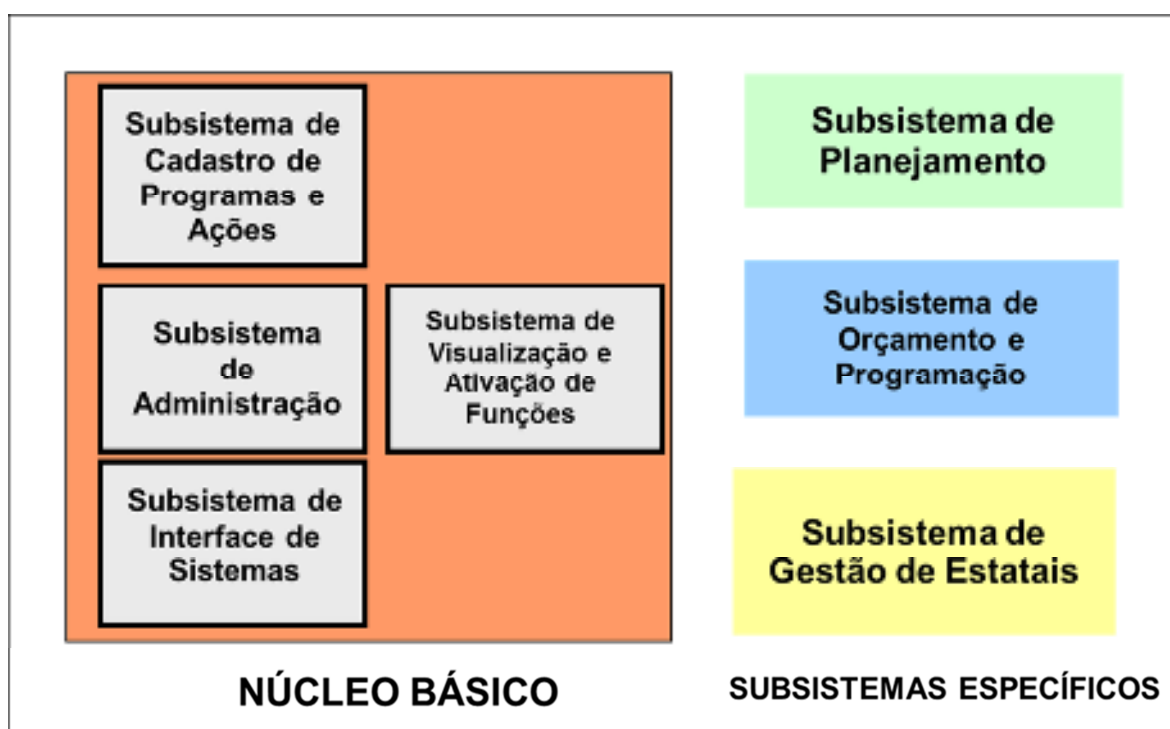 Subsistema de
Cadastro de
Programas e
Ações
Subsistema
de
Administração
Subsistema de
Visualização e
Ativação de
Funções
Subsistema de
Interface de
Sistemas
NÚCLEO BÁSICO
Subsistema de
Planejamento
Subsistema de
Orçamento e
Programação
Subsistema de
Gestão de Estatais
SUBSISTEMAS ESPECÍFICOS